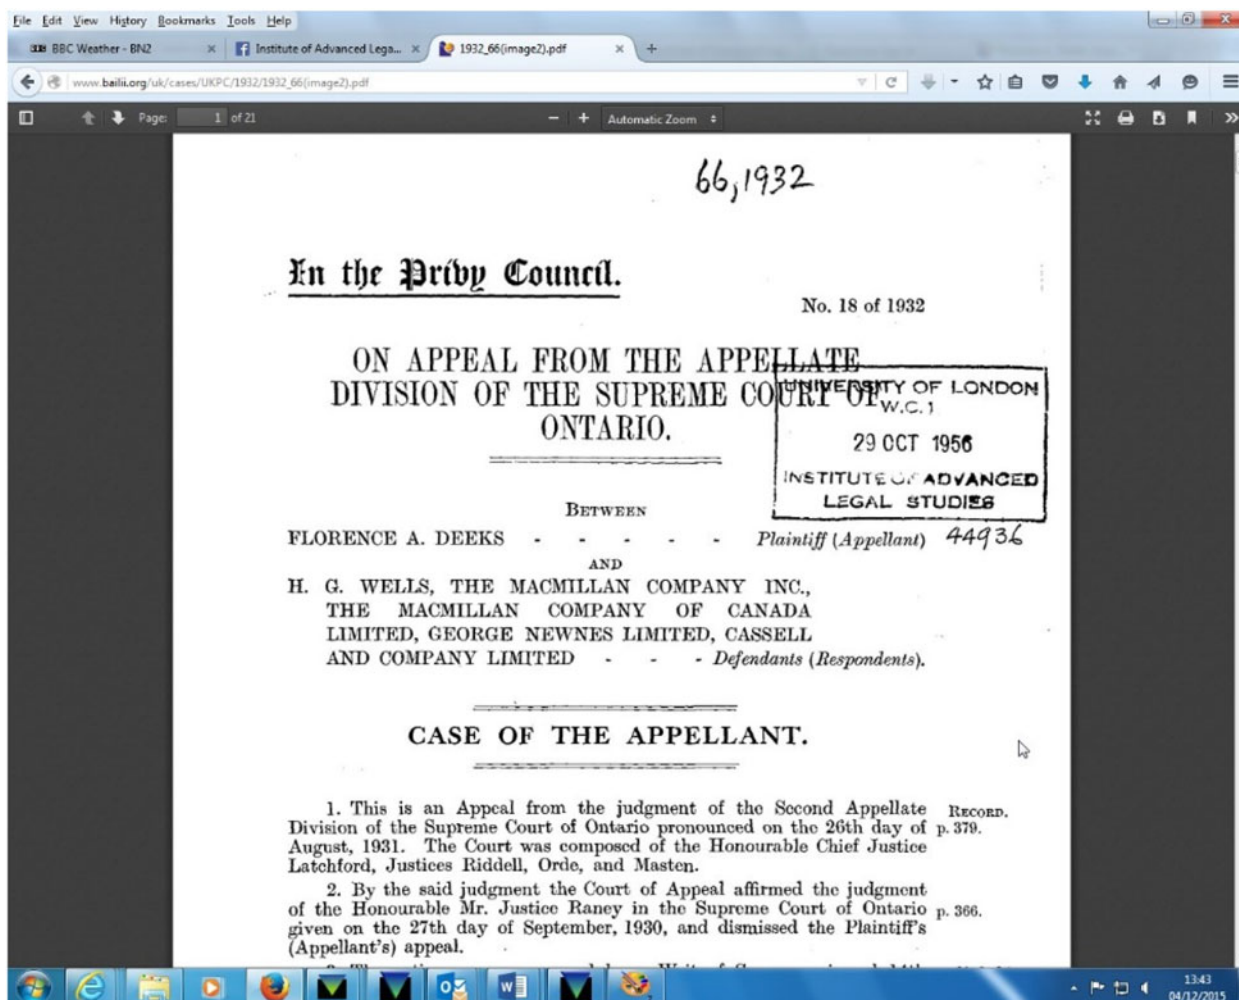 File Edit View History Bookmarks Tools Help
BBC Weather - BN2
Institute of Advanced Lega...
1932_66(image2).pdf
www.bailii.org/uk/cases/UKPC/1932/1932_66(image2).pdf
Page: 1 of 21
Automatic Zoom
66, 1932
In the Privy Council.
No. 18 of 1932
ON APPEAL FROM THE APPELLATE
DIVISION OF THE SUPREME COURT OF
ONTARIO.
UNIVERSITY OF LONDON
W.C.1
29 OCT 1956
INSTITUTE OF ADVANCED
LEGAL STUDIES
BETWEEN
FLORENCE A. DEEKS - - - - - Plaintiff (Appellant) 44936
AND
H. G. WELLS, THE MACMILLAN COMPANY INC.,
THE MACMILLAN COMPANY OF CANADA
LIMITED, GEORGE NEWNES LIMITED, CASSELL
AND COMPANY LIMITED - - - Defendants (Respondents).
CASE OF THE APPELLANT.
1. This is an Appeal from the judgment of the Second Appellate RECORD.
Division of the Supreme Court of Ontario pronounced on the 26th day of p. 379.
August, 1931. The Court was composed of the Honourable Chief Justice
Latchford, Justices Riddell, Orde, and Masten.
2. By the said judgment the Court of Appeal affirmed the judgment
of the Honourable Mr. Justice Raney in the Supreme Court of Ontario p. 366.
given on the 27th day of September, 1930, and dismissed the Plaintiff's
(Appellant's) appeal.
13:43
04/12/2015